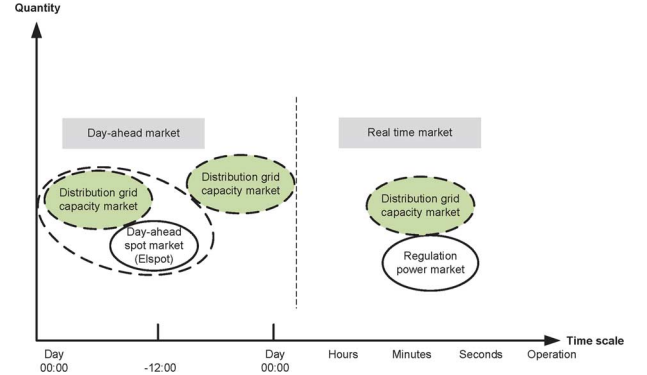 Quantity
Day-ahead market
Real time market
Distribution grid
capacity market
Distribution grid
capacity market
Distribution grid
capacity market
Day-ahead
spot market
(Elspot)
Regulation
power market
Time scale
Day
00:00
-12:00
Day
00:00
Hours
Minutes
Seconds
Operation